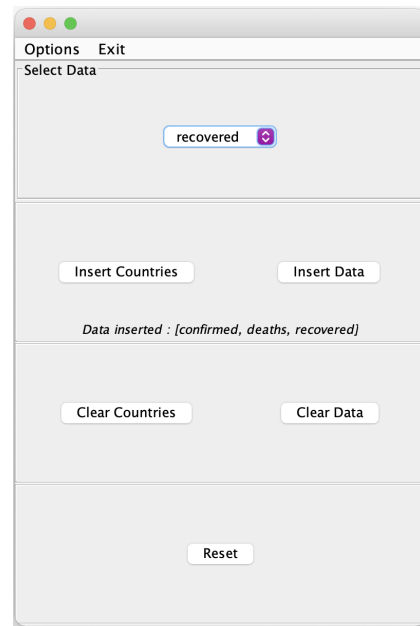 Options Exit
Select Data
recovered
Insert Countries Insert Data
Data inserted : [confirmed, deaths, recovered]
Clear Countries Clear Data
Reset